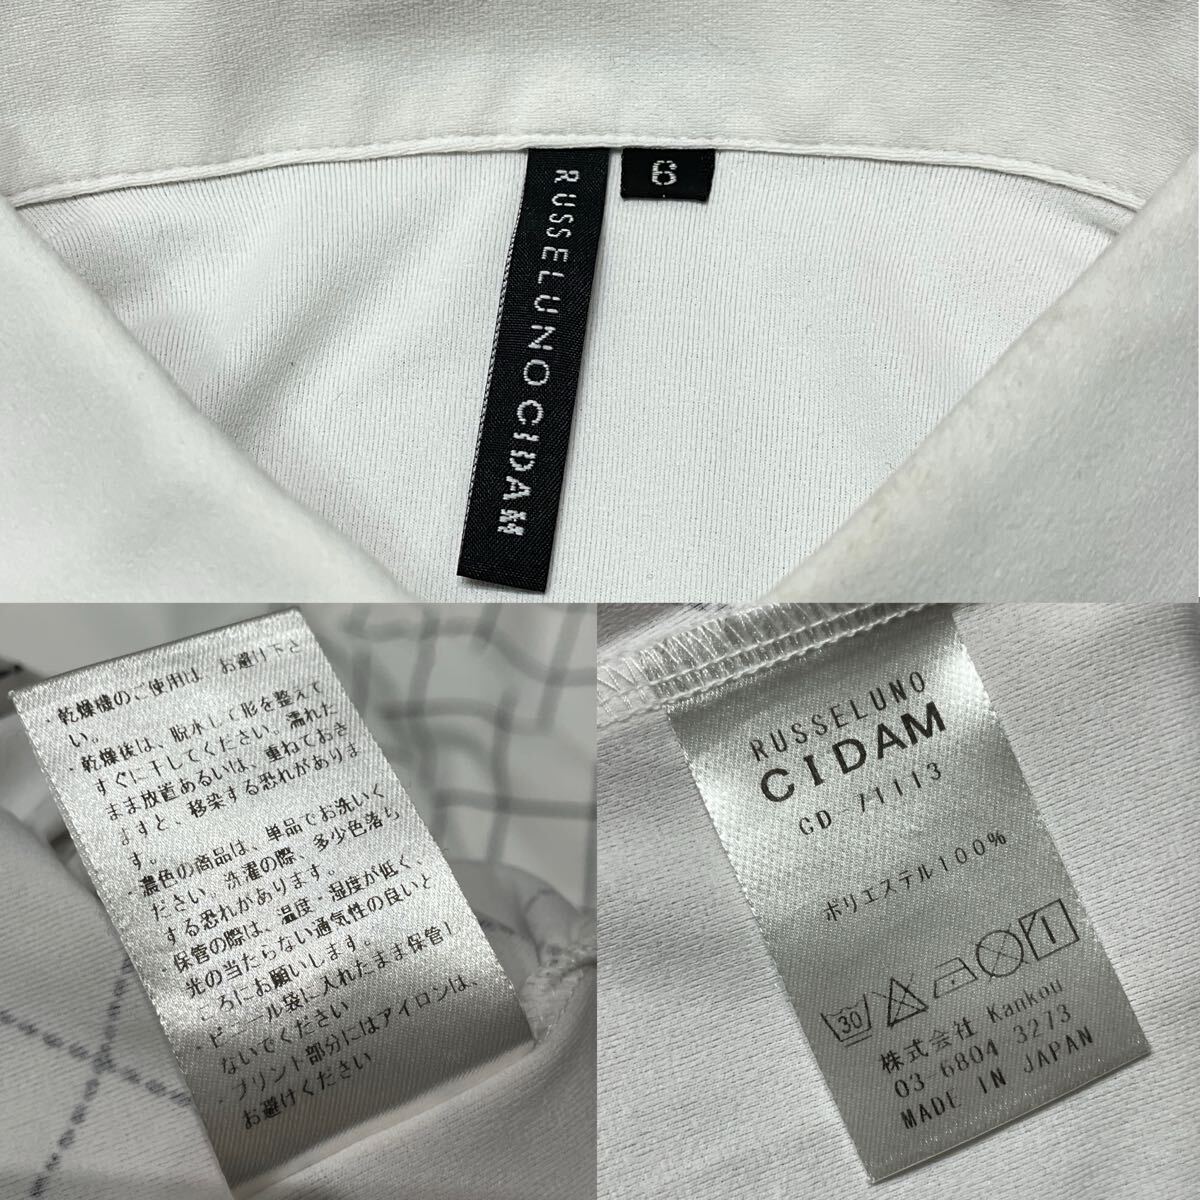 RUSSELUNO CIDAM
6
・乾燥機のご使用は お避け下さ
い。
・乾燥後は、脱水して形を整えて
すぐに干してください。濡れた
まま放置あるいは、重ねておき
ますと、移染する恐れがありま
す。
・濃色の商品は、単品でお洗いく
ださい。洗濯の際、多少色落ち
する恐れがあります。
・保管の際は、温度・湿度が低く、
光の当たらない通気性の良いと
ころにお願いします。
・ビニール袋に入れたまま保管し
ないでください
・プリント部分にはアイロンは、
お避けください
RUSSELUNO
CIDAM
CD-71113
ポリエステル100%
30
株式会社 Kankou
03 6804 3273
MADE IN JAPAN